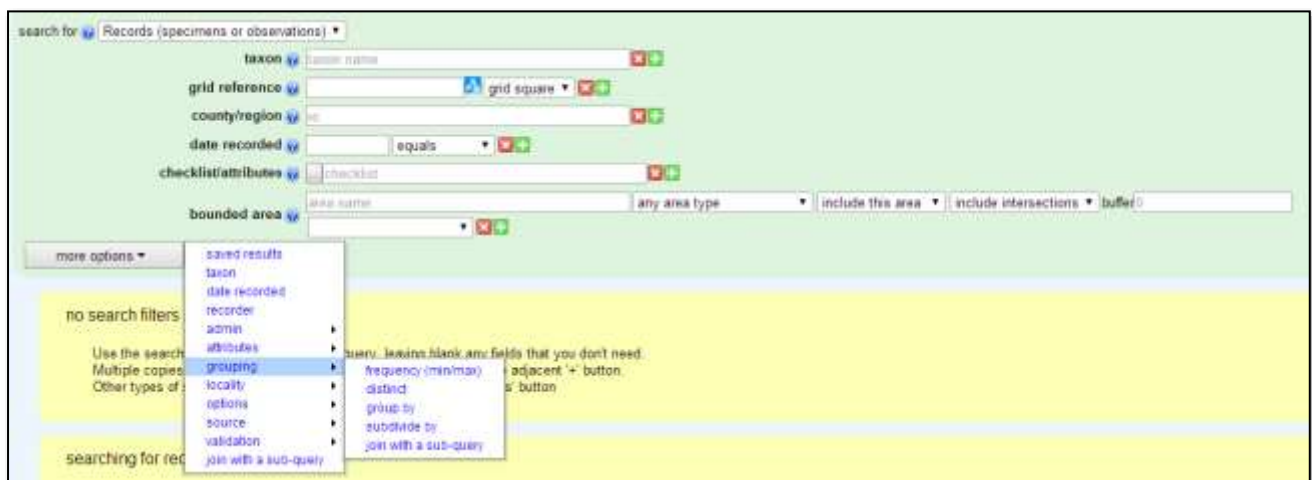 search for Records (specimens or observations)
taxon taxon name
grid reference grid square
county/region vc
date recorded equals
checklist/attributes checklist
bounded area area name any area type include this area include intersections buffer 0
more options
saved results
taxon
date recorded
recorder
admin
attributes
grouping
locality
options
source
validation
join with a sub-query
frequency (min/max)
distinct
group by
subdivide by
join with a sub-query
no search filters
Use the search query, leaving blank any fields that you don't need.
Multiple copies adjacent '+' button.
Other types of s' button
searching for rec